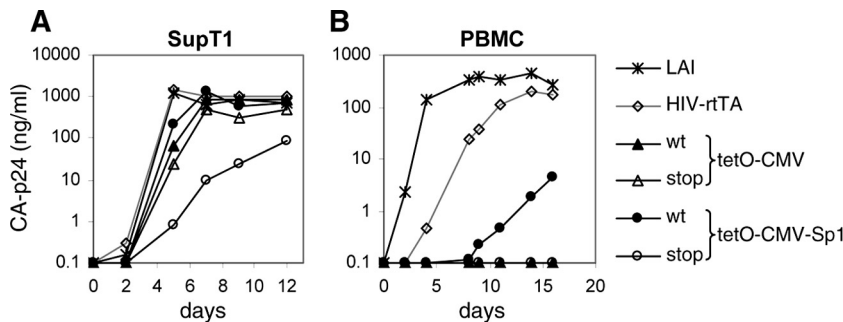 A
SupT1
CA-p24 (ng/ml)
10000
1000
100
10
1
0.1
0 2 4 6 8 10 12
days
B
PBMC
1000
100
10
1
0.1
0 5 10 15 20
days
LAI
HIV-rtTA
wt
stop
tetO-CMV
wt
stop
tetO-CMV-Sp1